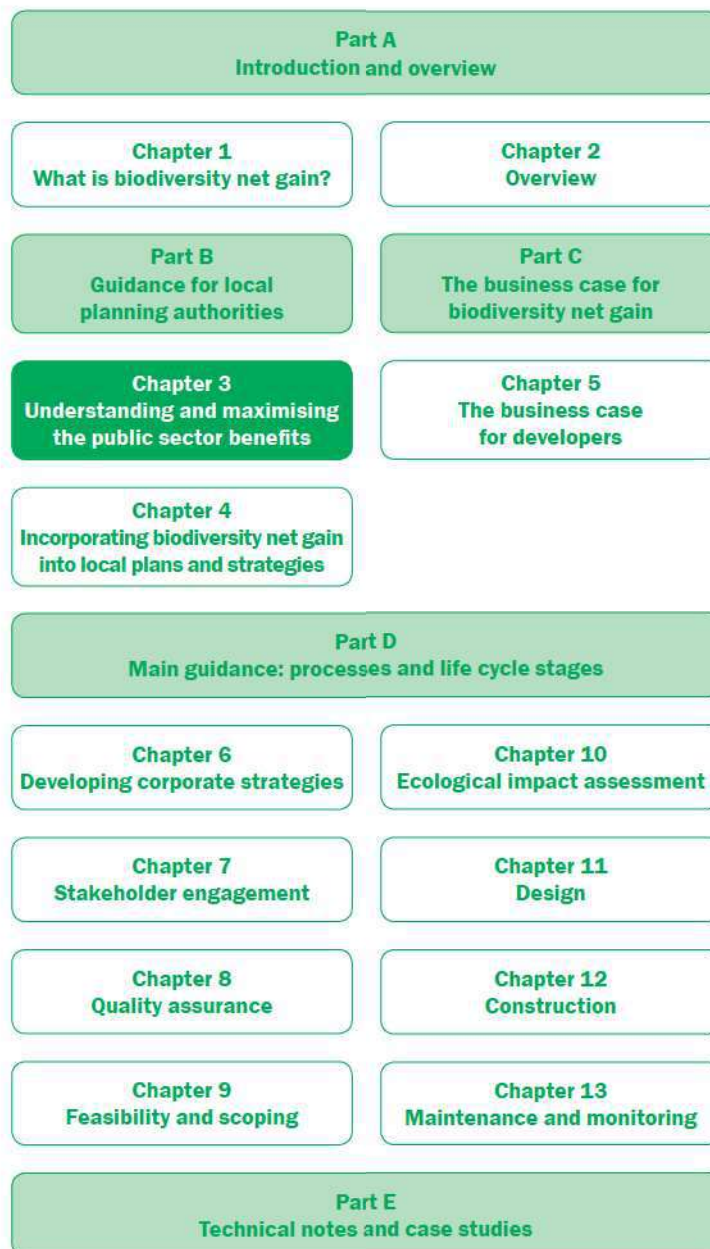 Part A
Introduction and overview
Chapter 1
What is biodiversity net gain?
Chapter 2
Overview
Part B
Guidance for local
planning authorities
Part C
The business case for
biodiversity net gain
Chapter 3
Understanding and maximising
the public sector benefits
Chapter 5
The business case
for developers
Chapter 4
Incorporating biodiversity net gain
into local plans and strategies
Part D
Main guidance: processes and life cycle stages
Chapter 6
Developing corporate strategies
Chapter 10
Ecological impact assessment
Chapter 7
Stakeholder engagement
Chapter 11
Design
Chapter 8
Quality assurance
Chapter 12
Construction
Chapter 9
Feasibility and scoping
Chapter 13
Maintenance and monitoring
Part E
Technical notes and case studies